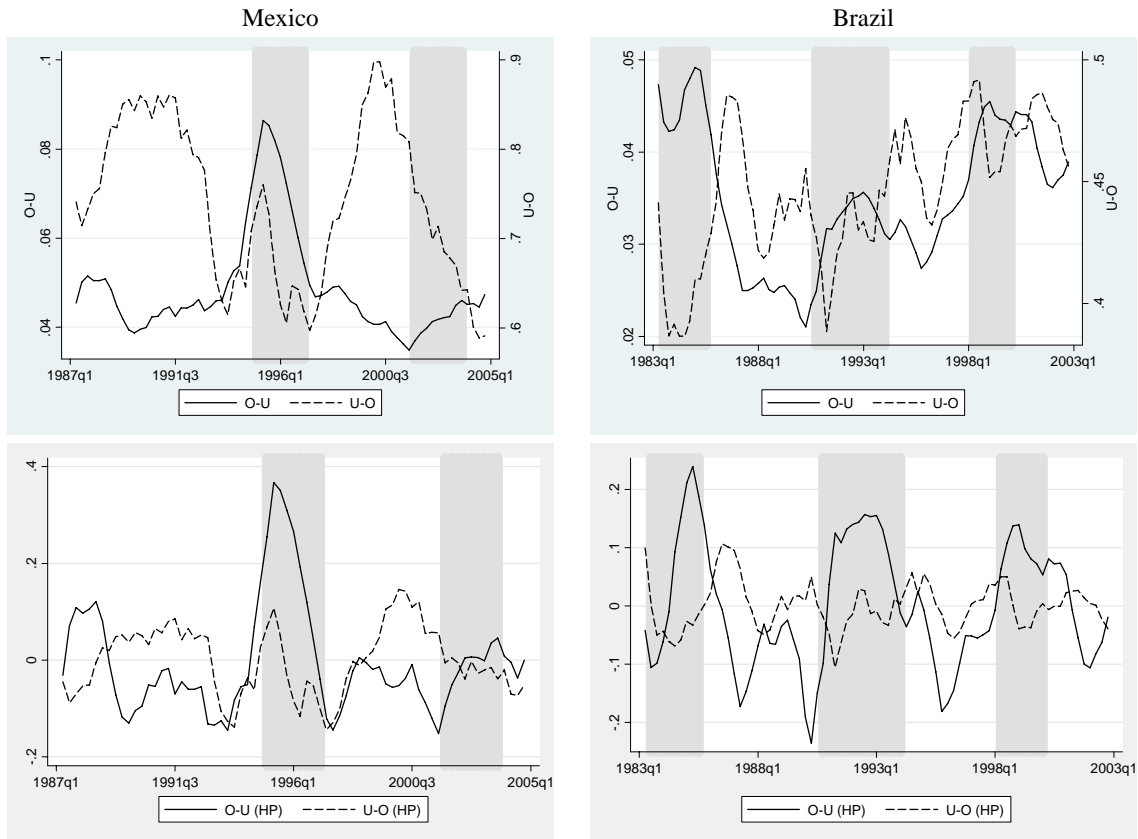 Mexico
.1
.08
.06
.04
O-U
.9
.8
.7
.6
U-O
1987q1
1991q3
1996q1
2000q3
2005q1
O-U
U-O
Brazil
.05
.04
.03
.02
O-U
.5
.45
.4
U-O
1983q1
1988q1
1993q1
1998q1
2003q1
O-U
U-O
.4
.2
0
-.2
1987q1
1991q3
1996q1
2000q3
2005q1
O-U (HP)
U-O (HP)
0.2
.1
0
-.1
-.2
1983q1
1988q1
1993q1
1998q1
2003q1
O-U (HP)
U-O (HP)